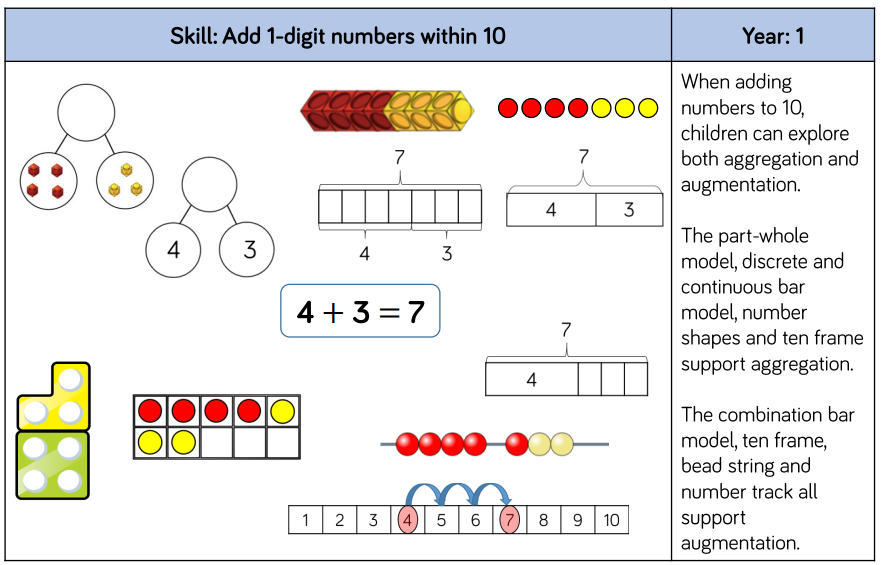 Skill: Add 1-digit numbers within 10
Year: 1
4
3
7
4
3
7
4
3
4 + 3 = 7
7
4
1 2 3 4 5 6 7 8 9 10
When adding
numbers to 10,
children can explore
both aggregation and
augmentation.
The part-whole
model, discrete and
continuous bar
model, number
shapes and ten frame
support aggregation.
The combination bar
model, ten frame,
bead string and
number track all
support
augmentation.